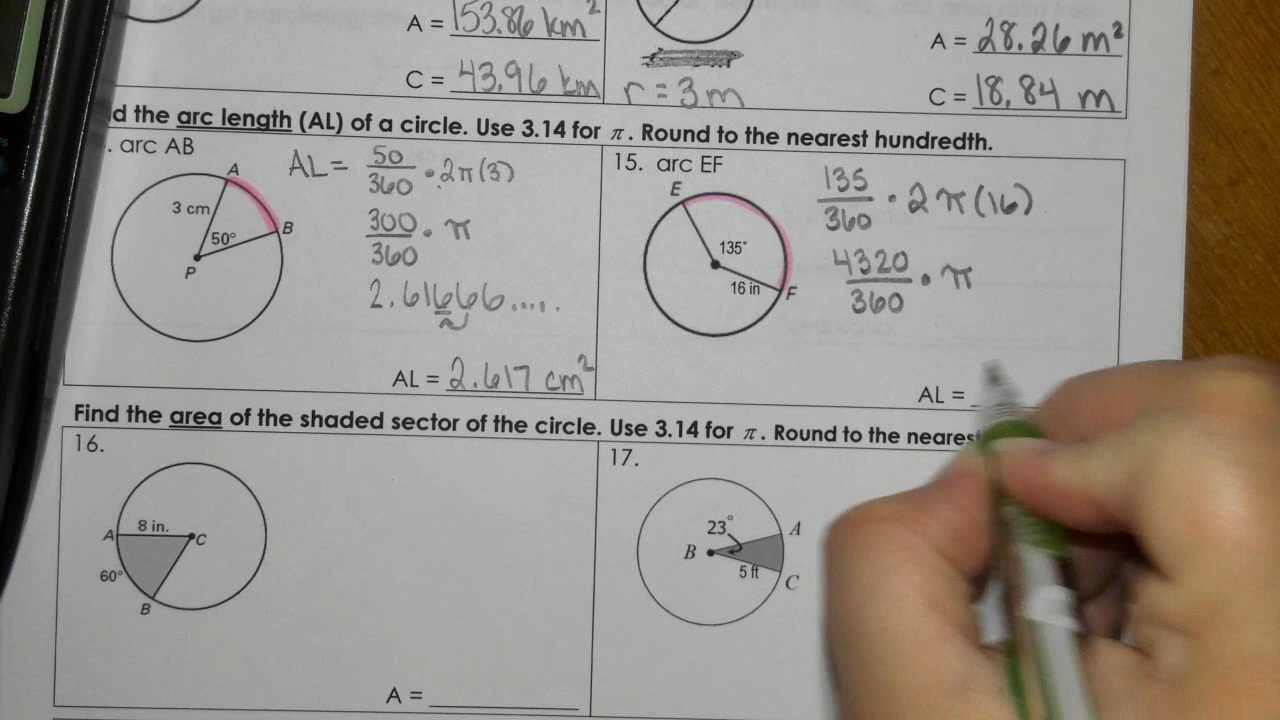 A = 153.86 km²
A = 28.26 m²
C = 43.96 km
r = 3 m
C = 18.84 m
d the arc length (AL) of a circle. Use 3.14 for π. Round to the nearest hundredth.
. arc AB
AL = 50/360 · 2π(3)
A
3 cm
50°
B
P
300/360 · π
2.61666.....
AL = 2.617 cm²
15. arc EF
135/360 · 2π(16)
E
135°
16 in
F
4320/360 · π
AL =
Find the area of the shaded sector of the circle. Use 3.14 for π. Round to the neares
16.
8 in.
A
C
60°
B
A =
17.
23°
A
B
5 ft
C